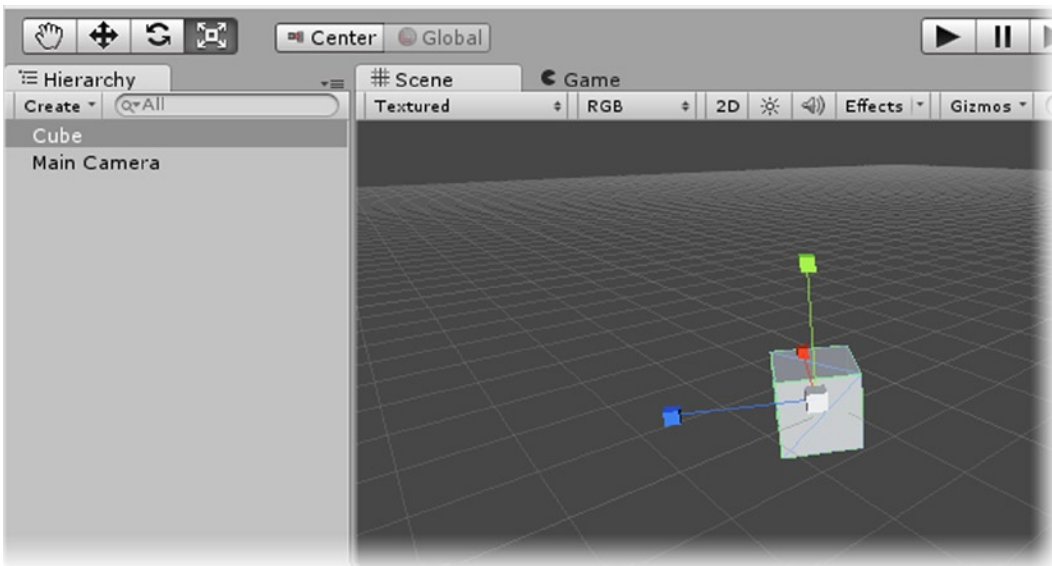 Center Global
Hierarchy
Create All
Cube
Main Camera
# Scene Game
Textured RGB 2D Effects Gizmos